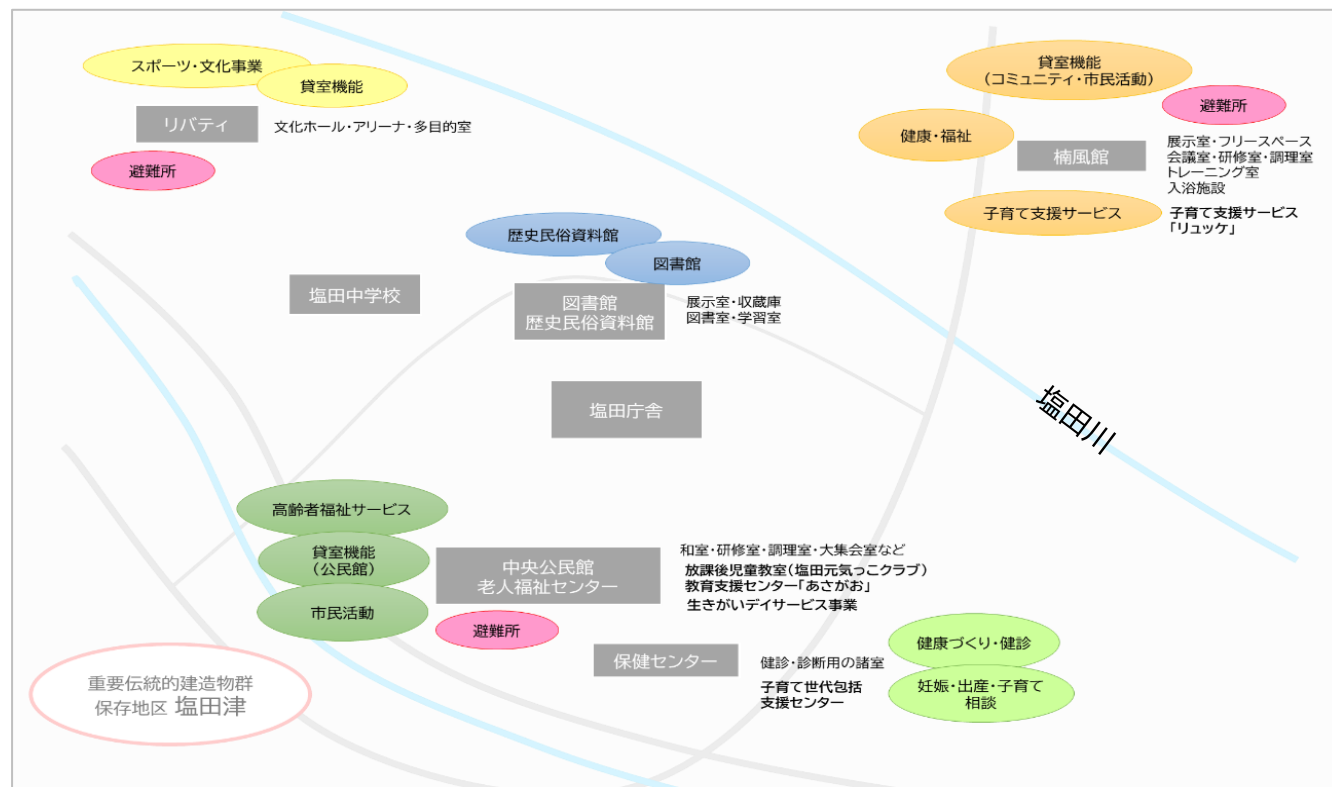 スポーツ・文化事業
貸室機能
リバティ
文化ホール・アリーナ・多目的室
避難所
貸室機能
(コミュニティ・市民活動)
避難所
健康・福祉
楠風館
展示室・フリースペース
会議室・研修室・調理室
トレーニング室
入浴施設
子育て支援サービス
子育て支援サービス
「リュッケ」
歴史民俗資料館
図書館
塩田中学校
図書館
歴史民俗資料館
展示室・収蔵庫
図書室・学習室
塩田庁舎
塩田川
高齢者福祉サービス
貸室機能
(公民館)
市民活動
中央公民館
老人福祉センター
和室・研修室・調理室・大集会室など
放課後児童教室(塩田元気っこクラブ)
教育支援センター「あさがお」
生きがいデイサービス事業
避難所
保健センター
健診・診断用の諸室
子育て世代包括
支援センター
健康づくり・健診
妊娠・出産・子育て
相談
重要伝統的建造物群
保存地区 塩田津